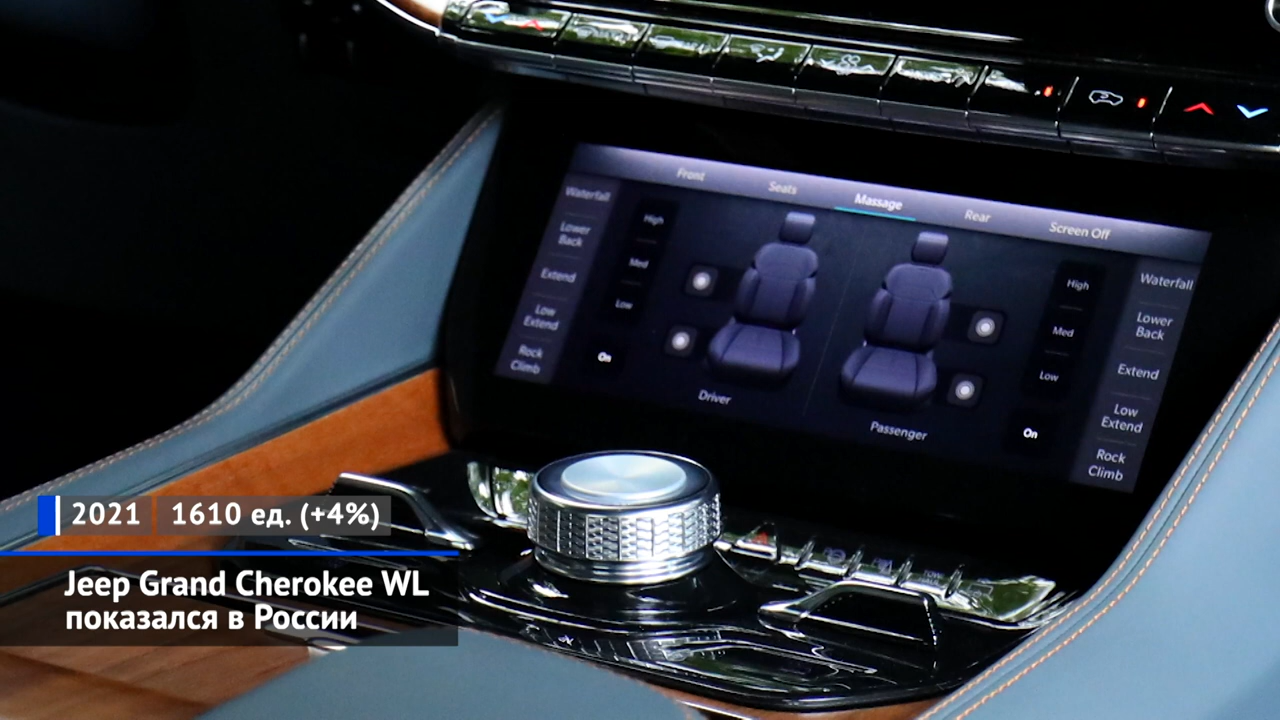 Front Seats Massage Rear Screen Off
Waterfall
Lower
Back
Extend
Low
Extend
Rock
Climb
High
Med
Low
On
Driver
Passenger
High
Med
Low
On
Waterfall
Lower
Back
Extend
Low
Extend
Rock
Climb
2021 1610 ед. (+4%)
Jeep Grand Cherokee WL
показался в России